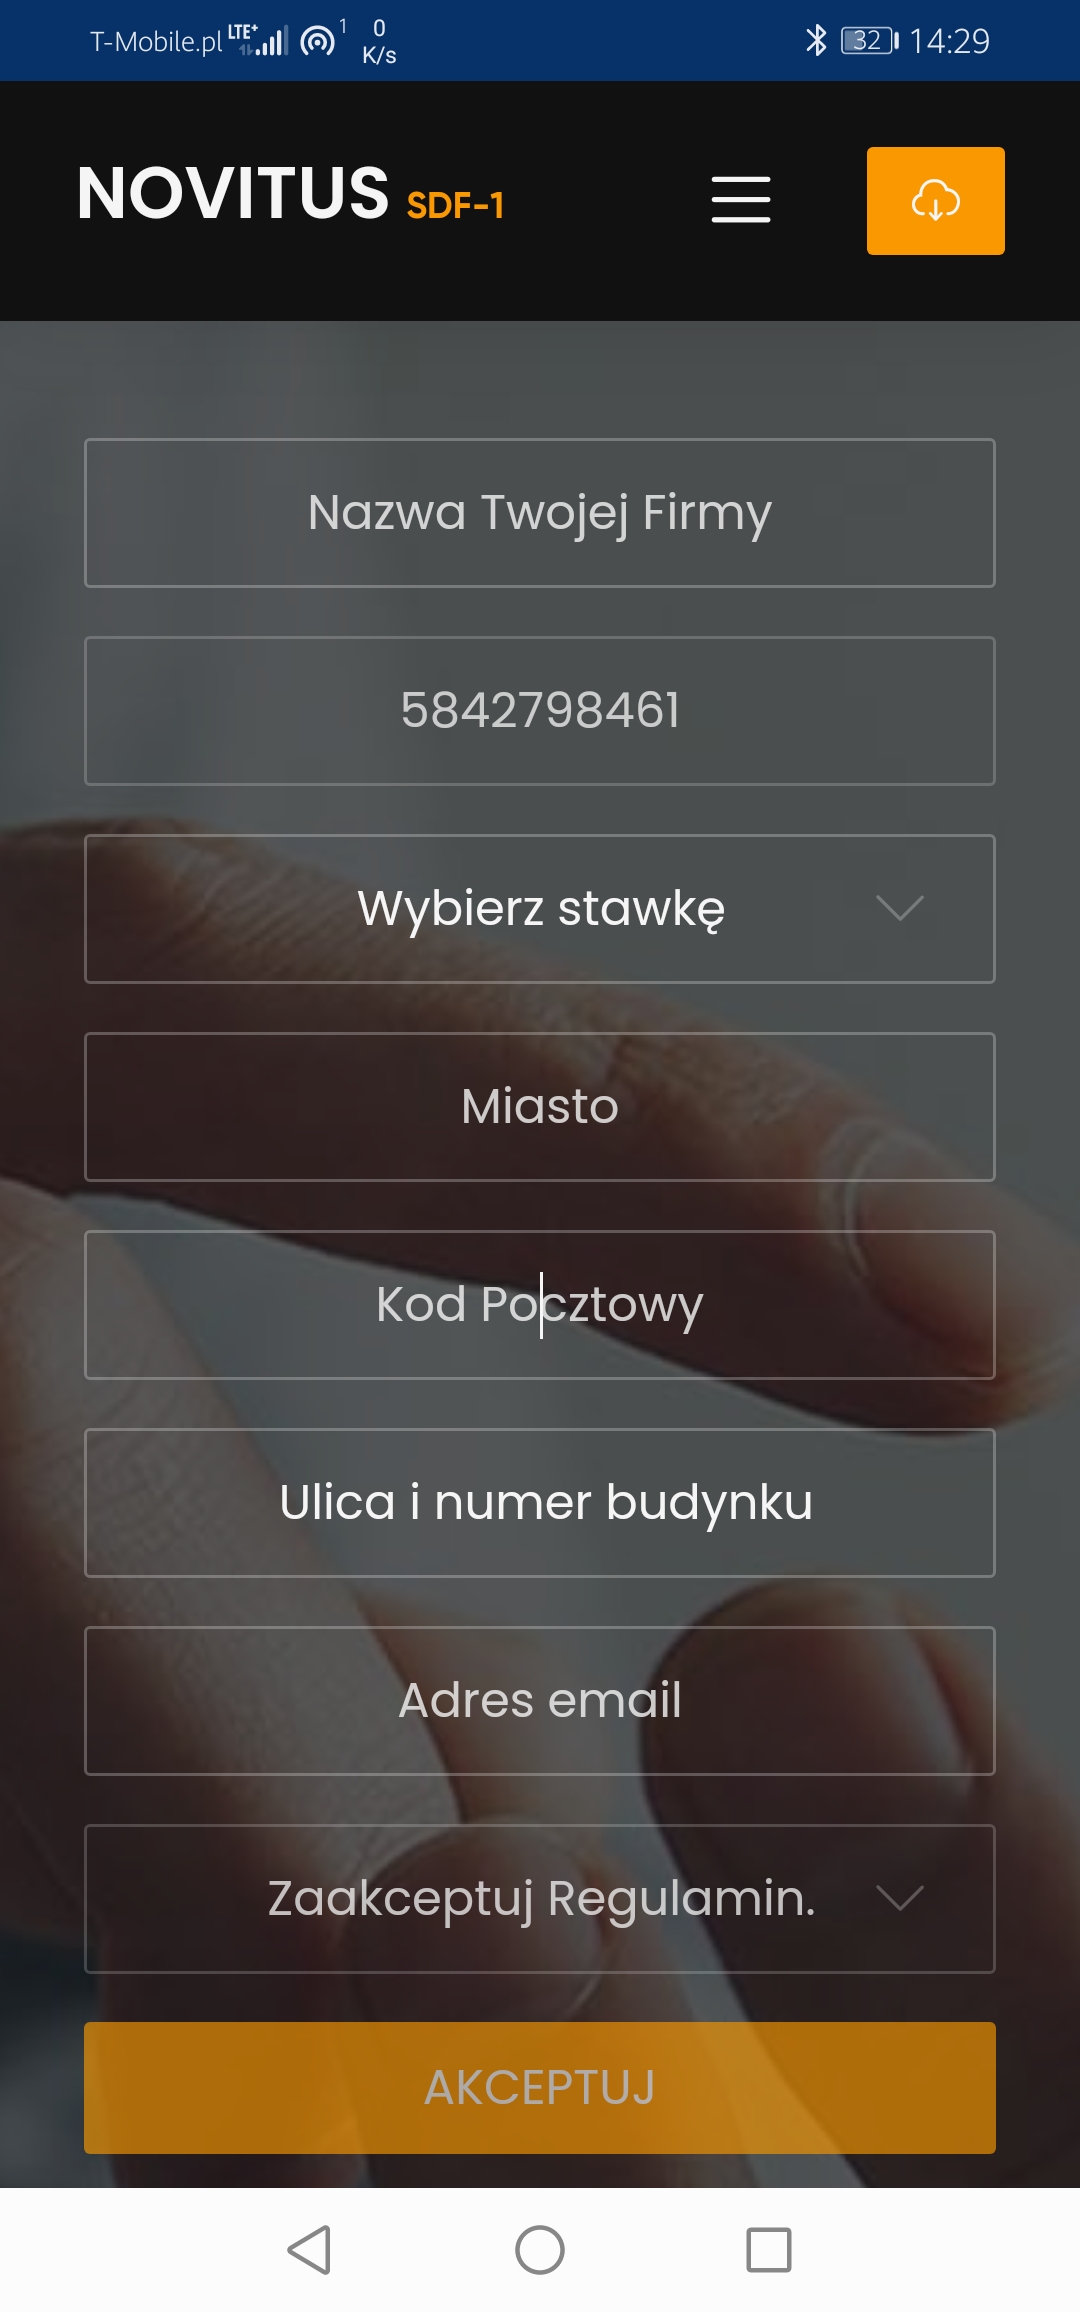 T-Mobile.pl LTE+ 1 0 K/s 32 14:29
NOVITUS SDF-1
Nazwa Twojej Firmy
5842798461
Wybierz stawkę
Miasto
Kod Pocztowy
Ulica i numer budynku
Adres email
Zaakceptuj Regulamin.
AKCEPTUJ